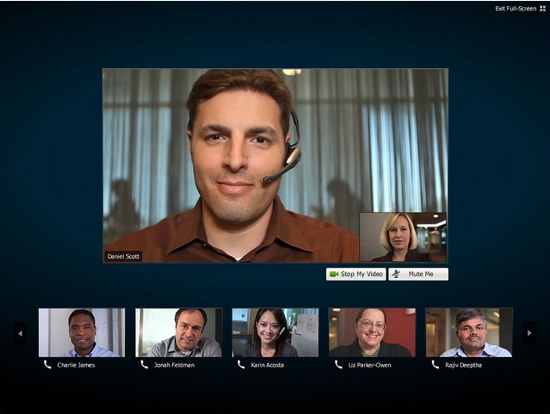 Exit Full-Screen
Daniel Scott
Stop My Video
Mute Me
Charlie James
Jonah Feldman
Karin Acosta
Liz Parker-Owen
Rajiv Deeptha